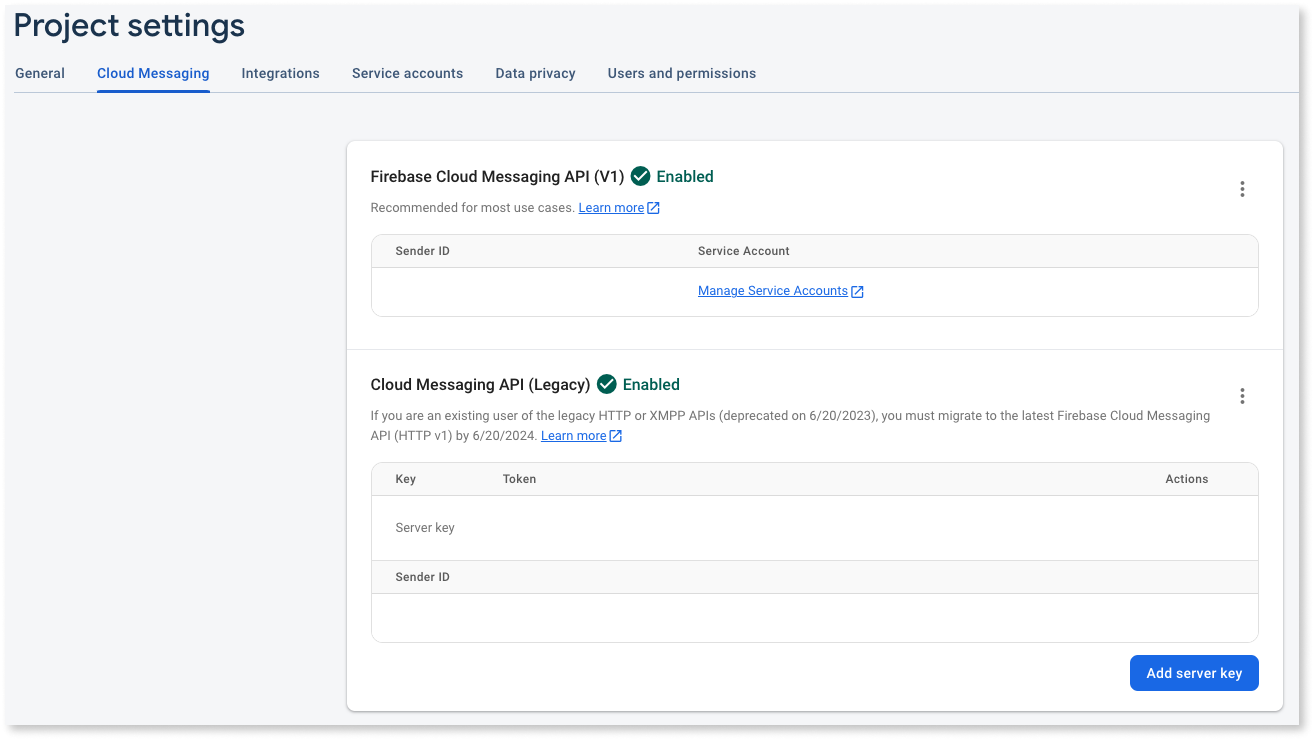 Project settings
General Cloud Messaging Integrations Service accounts Data privacy Users and permissions
Firebase Cloud Messaging API (V1) Enabled
Recommended for most use cases. Learn more
Sender ID Service Account
Manage Service Accounts
Cloud Messaging API (Legacy) Enabled
If you are an existing user of the legacy HTTP or XMPP APIs (deprecated on 6/20/2023), you must migrate to the latest Firebase Cloud Messaging
API (HTTP v1) by 6/20/2024. Learn more
Key Token Actions
Server key
Sender ID
Add server key